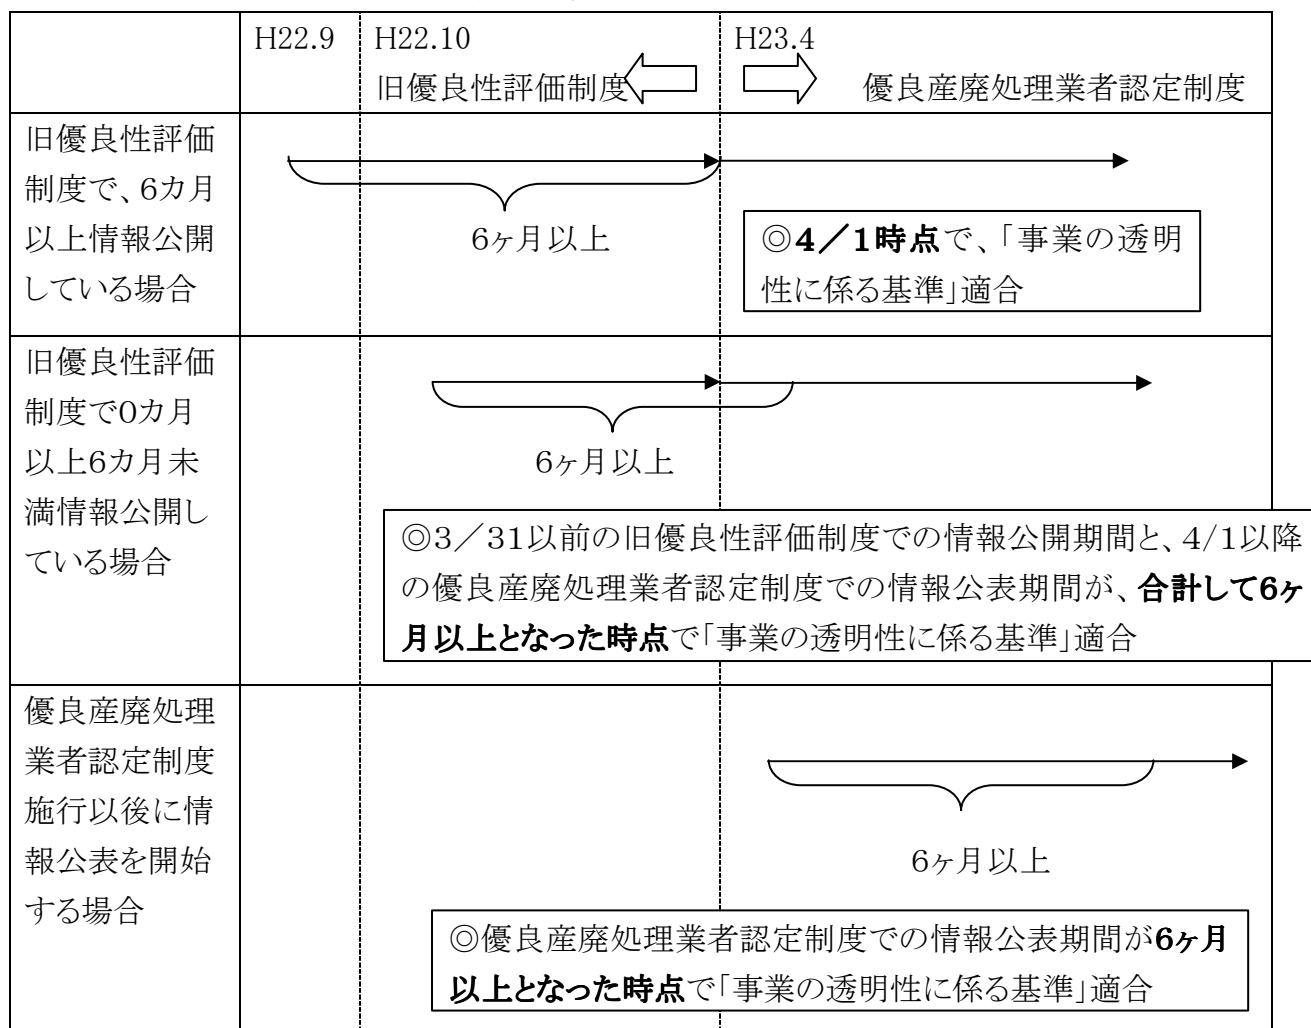 H22.9 H22.10 H23.4
旧優良性評価制度 優良産廃処理業者認定制度
旧優良性評価
制度で、6カ月
以上情報公開
している場合
6ヶ月以上
◎4／1時点で、「事業の透明
性に係る基準」適合
旧優良性評価
制度で0カ月
以上6カ月未
満情報公開し
ている場合
6ヶ月以上
◎3／31以前の旧優良性評価制度での情報公開期間と、4/1以降
の優良産廃処理業者認定制度での情報公表期間が、合計して6ヶ
月以上となった時点で「事業の透明性に係る基準」適合
優良産廃処理
業者認定制度
施行以後に情
報公表を開始
する場合
6ヶ月以上
◎優良産廃処理業者認定制度での情報公表期間が6ヶ月
以上となった時点で「事業の透明性に係る基準」適合